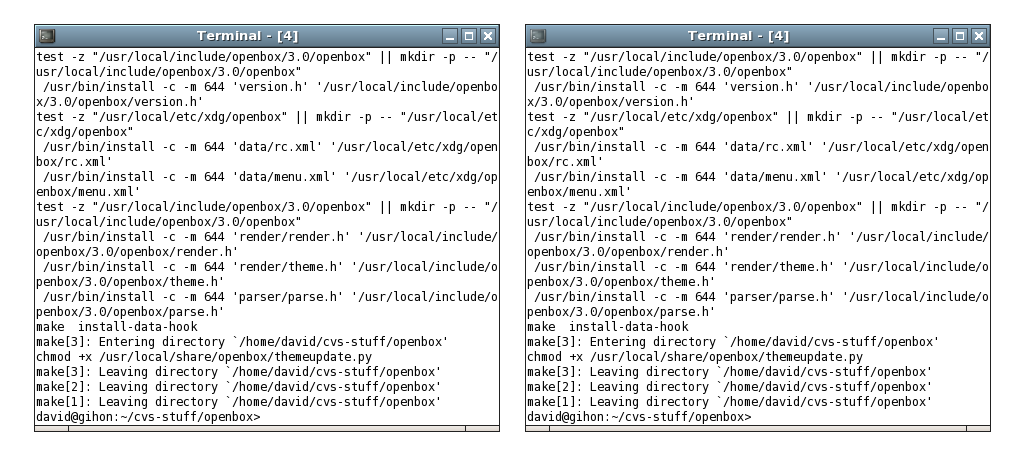 Terminal - [4]
test -z "/usr/local/include/openbox/3.0/openbox" || mkdir -p -- "/
usr/local/include/openbox/3.0/openbox"
 /usr/bin/install -c -m 644 'version.h' '/usr/local/include/openbo
x/3.0/openbox/version.h'
test -z "/usr/local/etc/xdg/openbox" || mkdir -p -- "/usr/local/et
c/xdg/openbox"
 /usr/bin/install -c -m 644 'data/rc.xml' '/usr/local/etc/xdg/open
box/rc.xml'
 /usr/bin/install -c -m 644 'data/menu.xml' '/usr/local/etc/xdg/op
enbox/menu.xml'
test -z "/usr/local/include/openbox/3.0/openbox" || mkdir -p -- "/
usr/local/include/openbox/3.0/openbox"
 /usr/bin/install -c -m 644 'render/render.h' '/usr/local/include/
openbox/3.0/openbox/render.h'
 /usr/bin/install -c -m 644 'render/theme.h' '/usr/local/include/o
penbox/3.0/openbox/theme.h'
 /usr/bin/install -c -m 644 'parser/parse.h' '/usr/local/include/o
penbox/3.0/openbox/parse.h'
make  install-data-hook
make[3]: Entering directory `/home/david/cvs-stuff/openbox'
chmod +x /usr/local/share/openbox/themeupdate.py
make[3]: Leaving directory `/home/david/cvs-stuff/openbox'
make[2]: Leaving directory `/home/david/cvs-stuff/openbox'
make[1]: Leaving directory `/home/david/cvs-stuff/openbox'
david@gihon:~/cvs-stuff/openbox>
Terminal - [4]
test -z "/usr/local/include/openbox/3.0/openbox" || mkdir -p -- "/
usr/local/include/openbox/3.0/openbox"
 /usr/bin/install -c -m 644 'version.h' '/usr/local/include/openbo
x/3.0/openbox/version.h'
test -z "/usr/local/etc/xdg/openbox" || mkdir -p -- "/usr/local/et
c/xdg/openbox"
 /usr/bin/install -c -m 644 'data/rc.xml' '/usr/local/etc/xdg/open
box/rc.xml'
 /usr/bin/install -c -m 644 'data/menu.xml' '/usr/local/etc/xdg/op
enbox/menu.xml'
test -z "/usr/local/include/openbox/3.0/openbox" || mkdir -p -- "/
usr/local/include/openbox/3.0/openbox"
 /usr/bin/install -c -m 644 'render/render.h' '/usr/local/include/
openbox/3.0/openbox/render.h'
 /usr/bin/install -c -m 644 'render/theme.h' '/usr/local/include/o
penbox/3.0/openbox/theme.h'
 /usr/bin/install -c -m 644 'parser/parse.h' '/usr/local/include/o
penbox/3.0/openbox/parse.h'
make  install-data-hook
make[3]: Entering directory `/home/david/cvs-stuff/openbox'
chmod +x /usr/local/share/openbox/themeupdate.py
make[3]: Leaving directory `/home/david/cvs-stuff/openbox'
make[2]: Leaving directory `/home/david/cvs-stuff/openbox'
make[1]: Leaving directory `/home/david/cvs-stuff/openbox'
david@gihon:~/cvs-stuff/openbox>